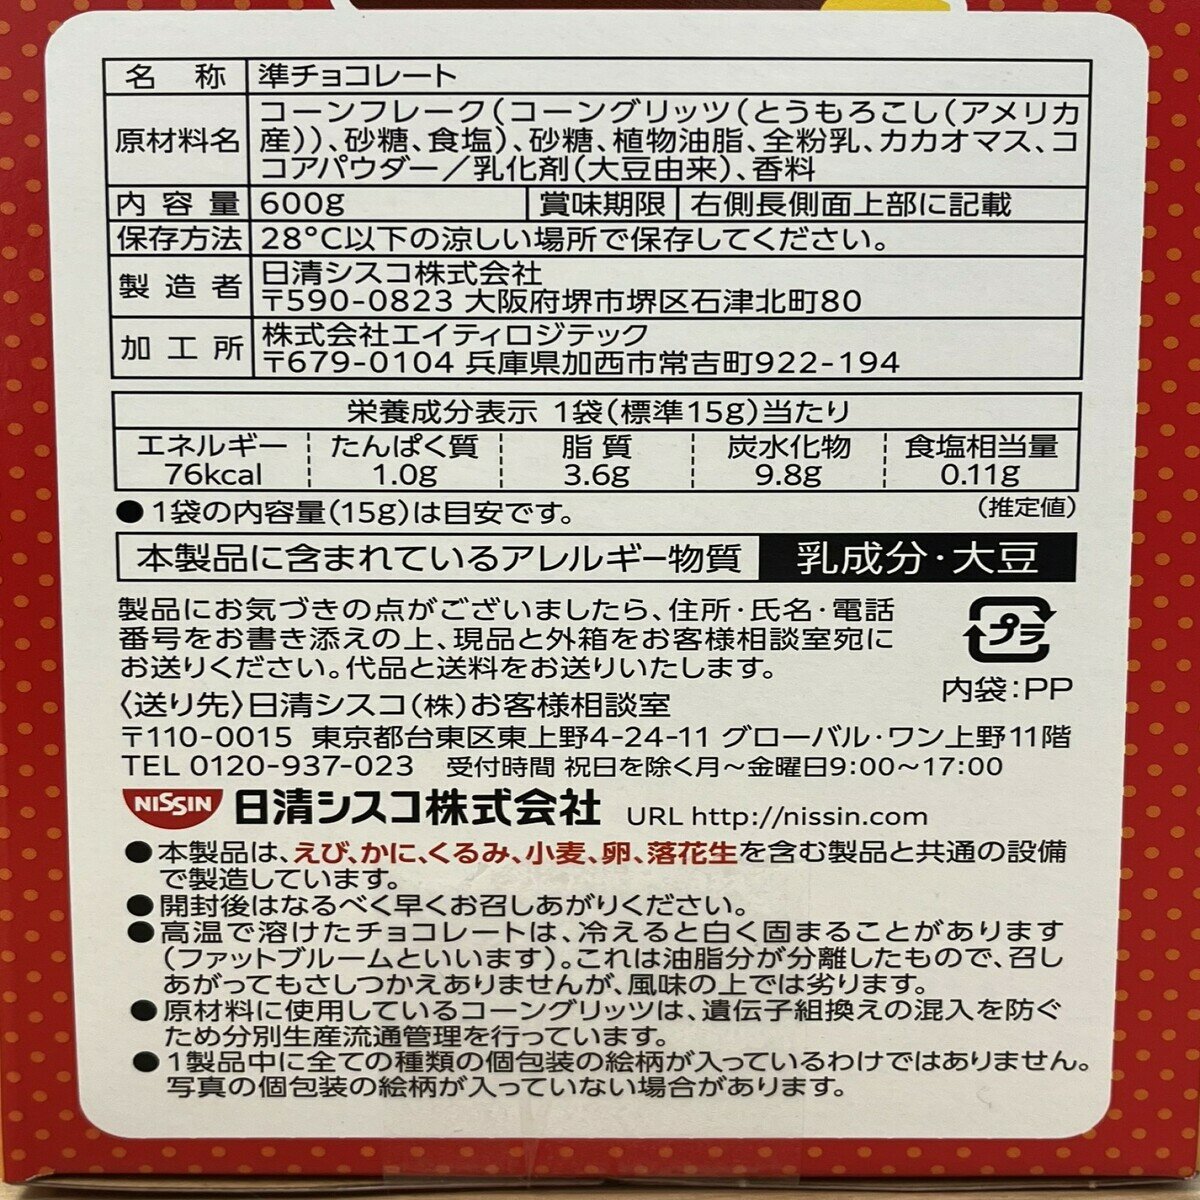 名 称 準チョコレート
原材料名 コーンフレーク(コーングリッツ(とうもろこし(アメリカ
産))、砂糖、食塩)、砂糖、植物油脂、全粉乳、カカオマス、コ
コアパウダー／乳化剤(大豆由来)、香料
内容量 600g 賞味期限 右側長側面上部に記載
保存方法 28℃以下の涼しい場所で保存してください。
製造者 日清シスコ株式会社
〒590-0823 大阪府堺市堺区石津北町80
加工所 株式会社エイティロジテック
〒679-0104 兵庫県加西市常吉町922-194
栄養成分表示 1袋(標準15g)当たり
エネルギー たんぱく質 脂質 炭水化物 食塩相当量
76kcal 1.0g 3.6g 9.8g 0.11g
●1袋の内容量(15g)は目安です。 (推定値)
本製品に含まれているアレルギー物質 乳成分・大豆
製品にお気づきの点がございましたら、住所・氏名・電話
番号をお書き添えの上、現品と外箱をお客様相談室宛に
お送りください。代品と送料をお送りいたします。
プラ
内袋：PP
〈送り先〉日清シスコ(株)お客様相談室
〒110-0015 東京都台東区東上野4-24-11 グローバル・ワン上野11階
TEL 0120-937-023 受付時間 祝日を除く月～金曜日9:00～17:00
NISSIN 日清シスコ株式会社 URL http://nissin.com
●本製品は、えび、かに、くるみ、小麦、卵、落花生を含む製品と共通の設備
で製造しています。
●開封後はなるべく早くお召しあがりください。
●高温で溶けたチョコレートは、冷えると白く固まることがあります
(ファットブルームといいます)。これは油脂分が分離したもので、召し
あがってもさしつかえありませんが、風味の上では劣ります。
●原材料に使用しているコーングリッツは、遺伝子組換えの混入を防ぐ
ため分別生産流通管理を行っています。
●1製品中に全ての種類の個包装の絵柄が入っているわけではありません。
写真の個包装の絵柄が入っていない場合があります。